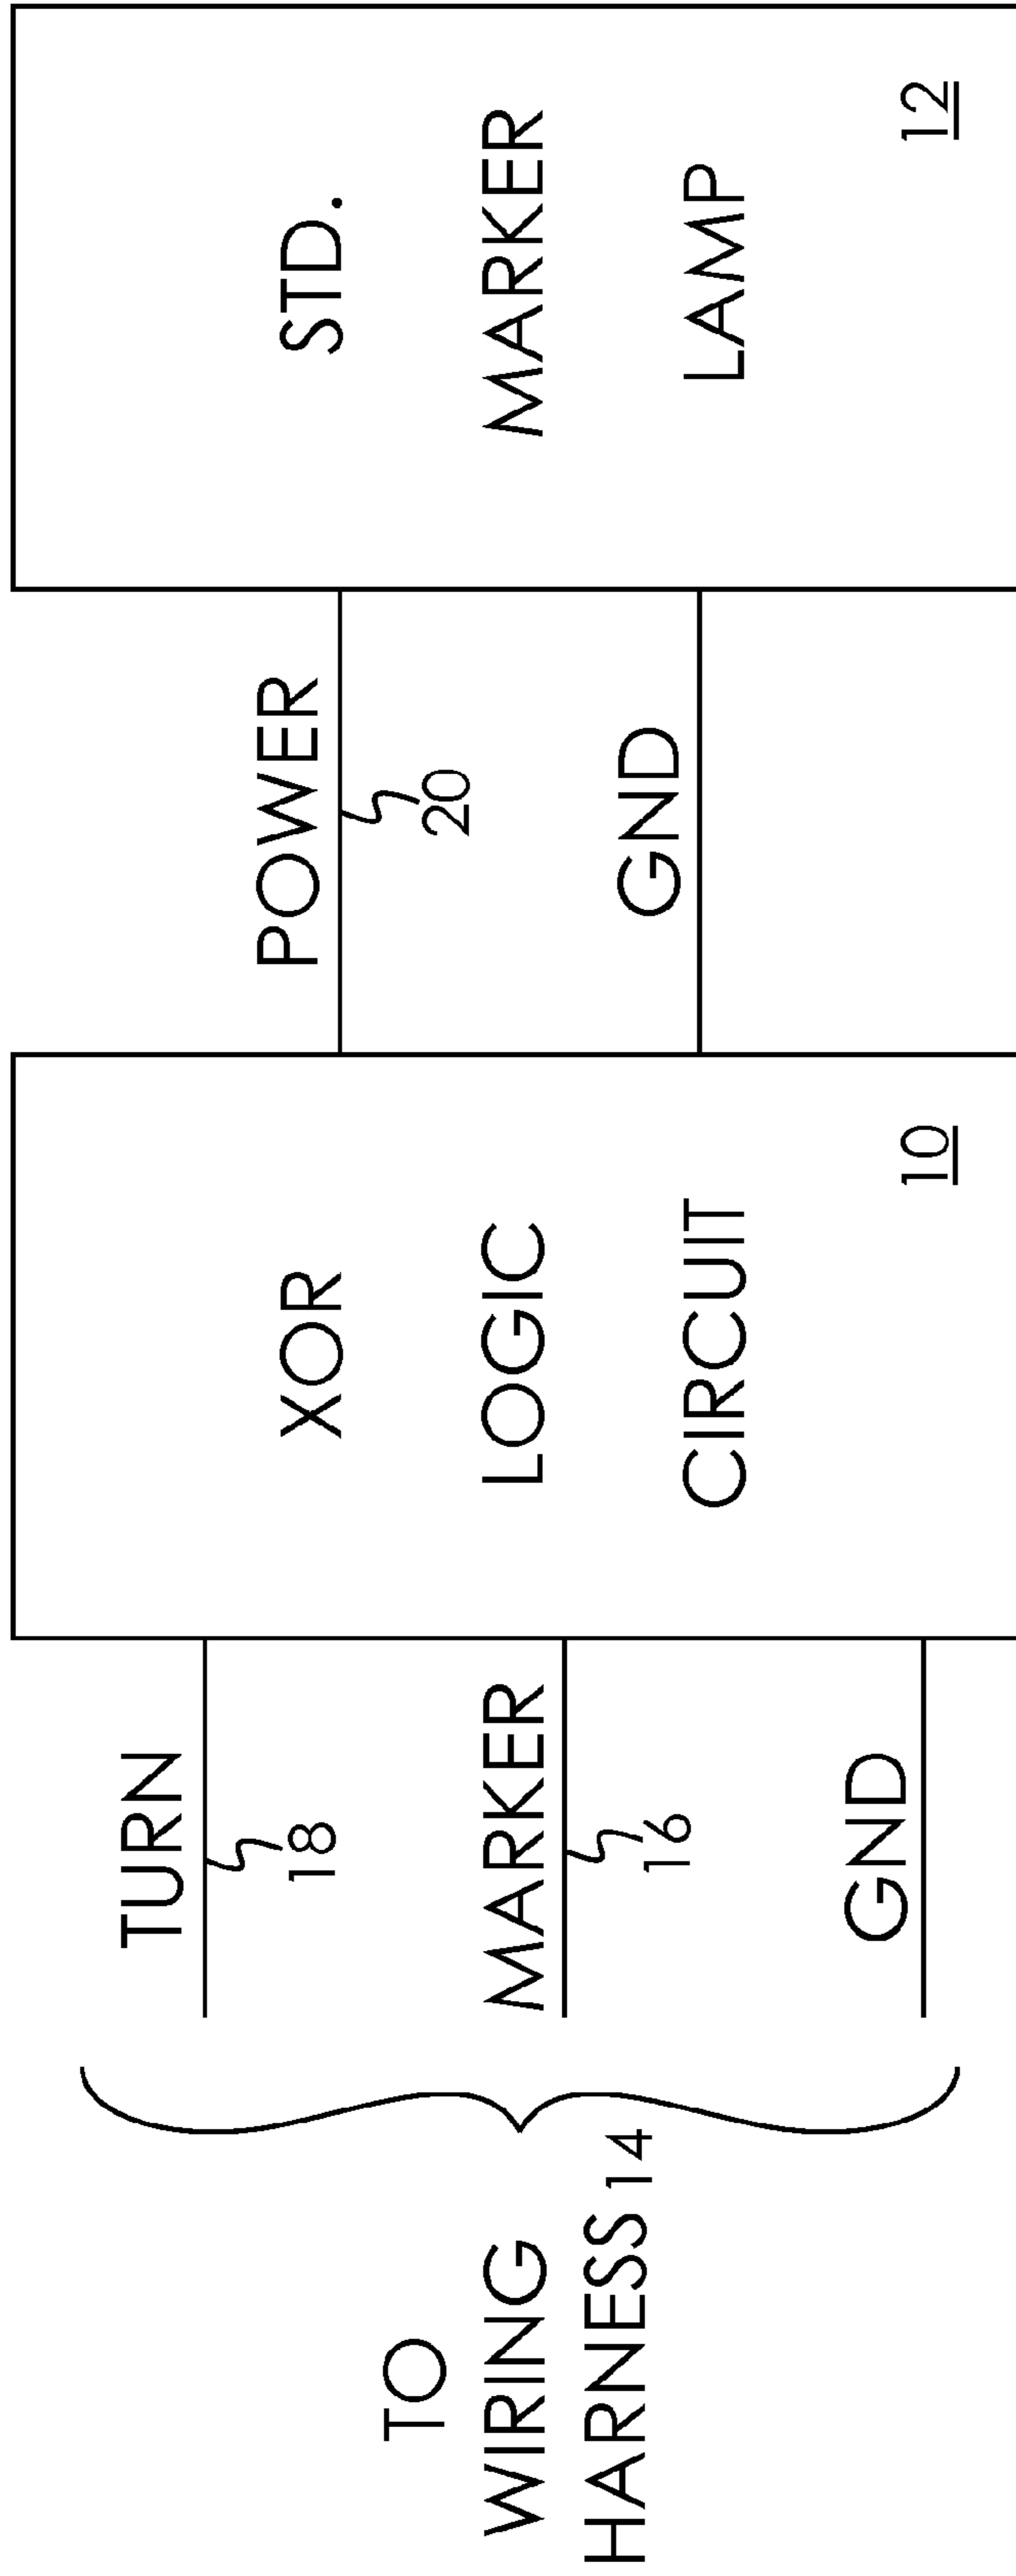 TO
WIRING
HARNESS 14
TURN
18
MARKER
16
GND
XOR
LOGIC
CIRCUIT
10
POWER
20
GND
STD.
MARKER
LAMP
12